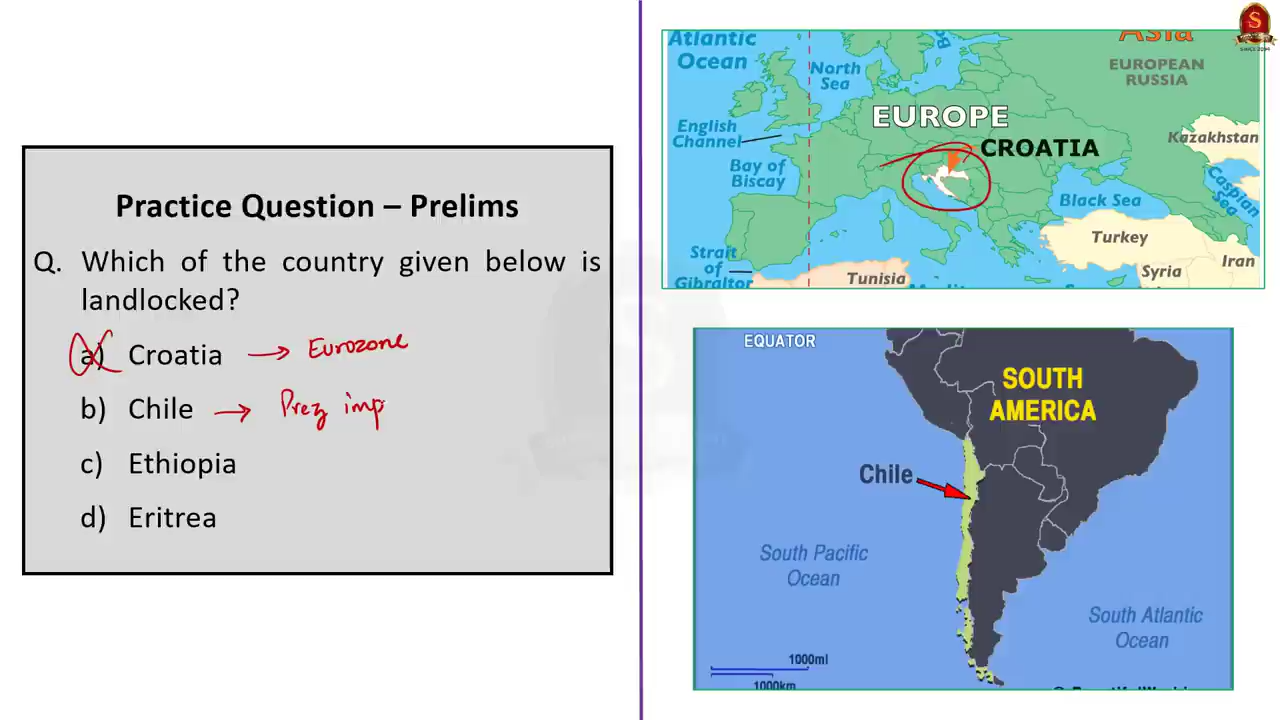 Practice Question – Prelims
Q. Which of the country given below is
landlocked?
a) Croatia → Eurozone
b) Chile → Prez imp
c) Ethiopia
d) Eritrea
Atlantic
Ocean
North
Sea
Asia
EUROPEAN
RUSSIA
EUROPE
English
Channel
CROATIA
Kazakhstan
Bay of
Biscay
Caspian
Sea
Black Sea
Turkey
Strait
of
Gibraltar
Tunisia
Syria
Iran
EQUATOR
SOUTH
AMERICA
Chile
South Pacific
Ocean
South Atlantic
Ocean
1000ml
1000km
S